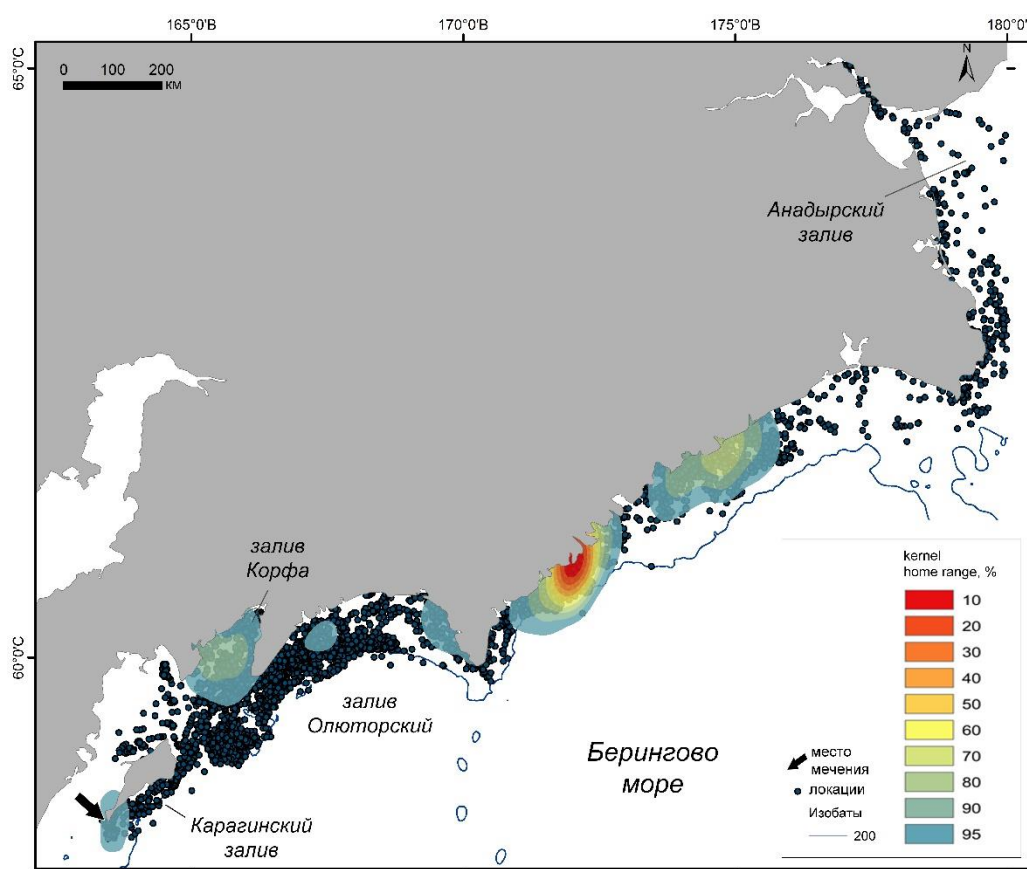 165°0'В
170°0'В
175°0'В
180°0'
65°0'С
0 100 200
км
N
Анадырский
залив
залив
Корфа
60°0'С
залив
Олюторский
Берингово
море
Карагинский
залив
kernel
home range, %
10
20
30
40
50
60
70
80
90
95
место
мечения
локации
Изобаты
200